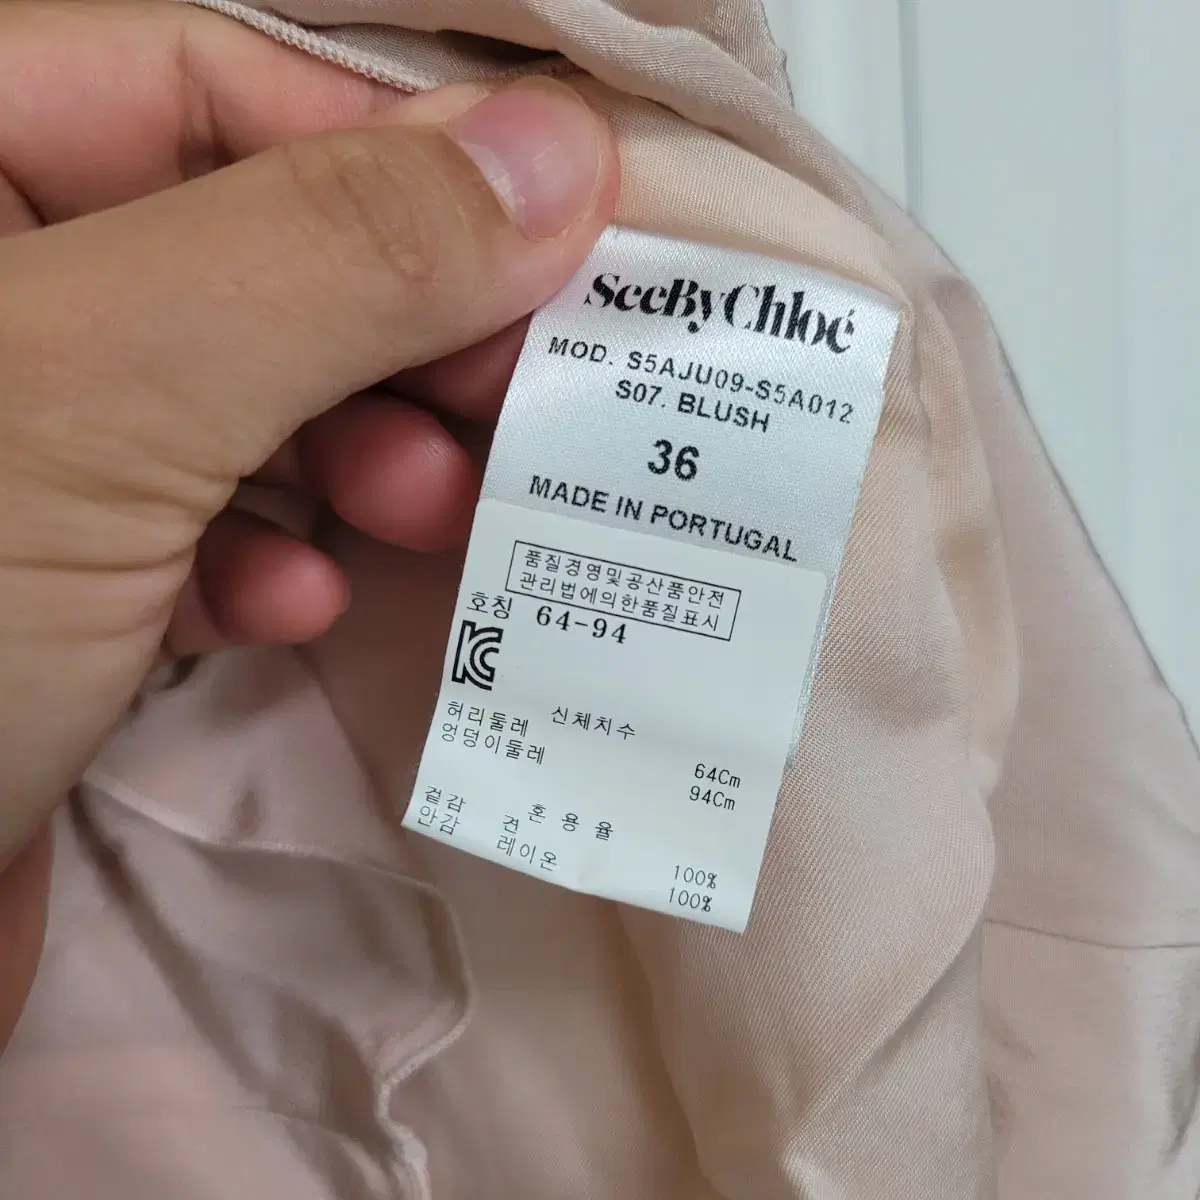 SeeByChloé
MOD. S5AJU09-S5A012
S07. BLUSH
36
MADE IN PORTUGAL
품질경영및공산품안전
관리법에의한품질표시
호칭 64-94
신체치수
허리둘레 64Cm
엉덩이둘레 94Cm
혼용율
겉감 견 100%
안감 레이온 100%